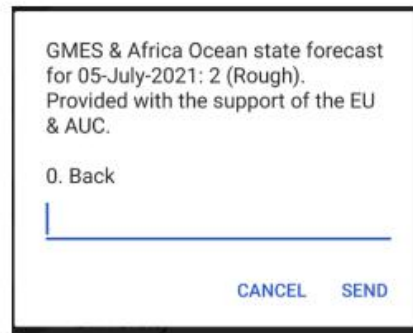 GMES & Africa Ocean state forecast
for 05-July-2021: 2 (Rough).
Provided with the support of the EU
& AUC.
0. Back
CANCEL SEND